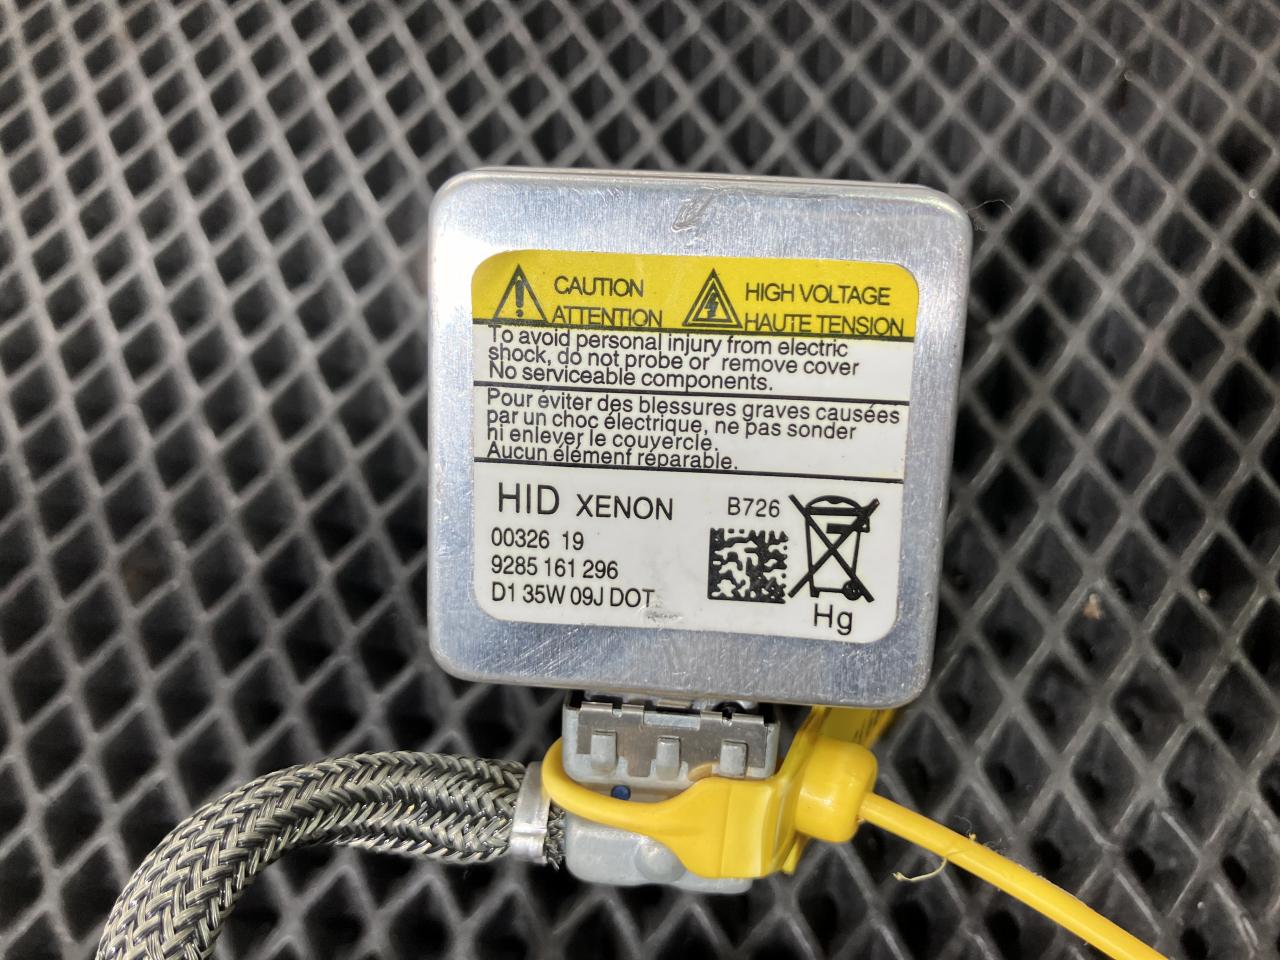 CAUTION
ATTENTION
HIGH VOLTAGE
HAUTE TENSION
To avoid personal injury from electric
shock, do not probe or remove cover
No serviceable components.
Pour éviter des blessures graves causées
par un choc électrique, ne pas sonder
ni enlever le couvercle.
Aucun élément réparable.
HID XENON
B726
00326 19
9285 161 296
D1 35W 09J DOT
Hg